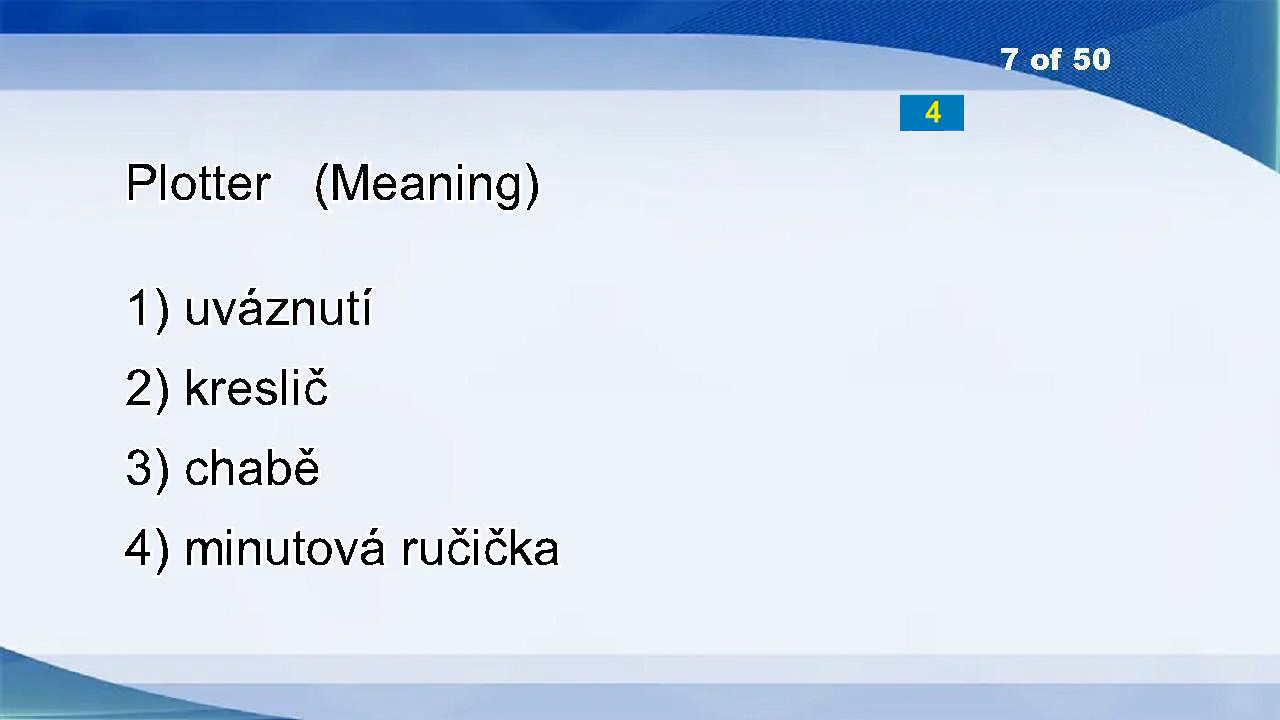 7 of 50
4
Plotter (Meaning)
1) uváznutí
2) kreslič
3) chabě
4) minutová ručička